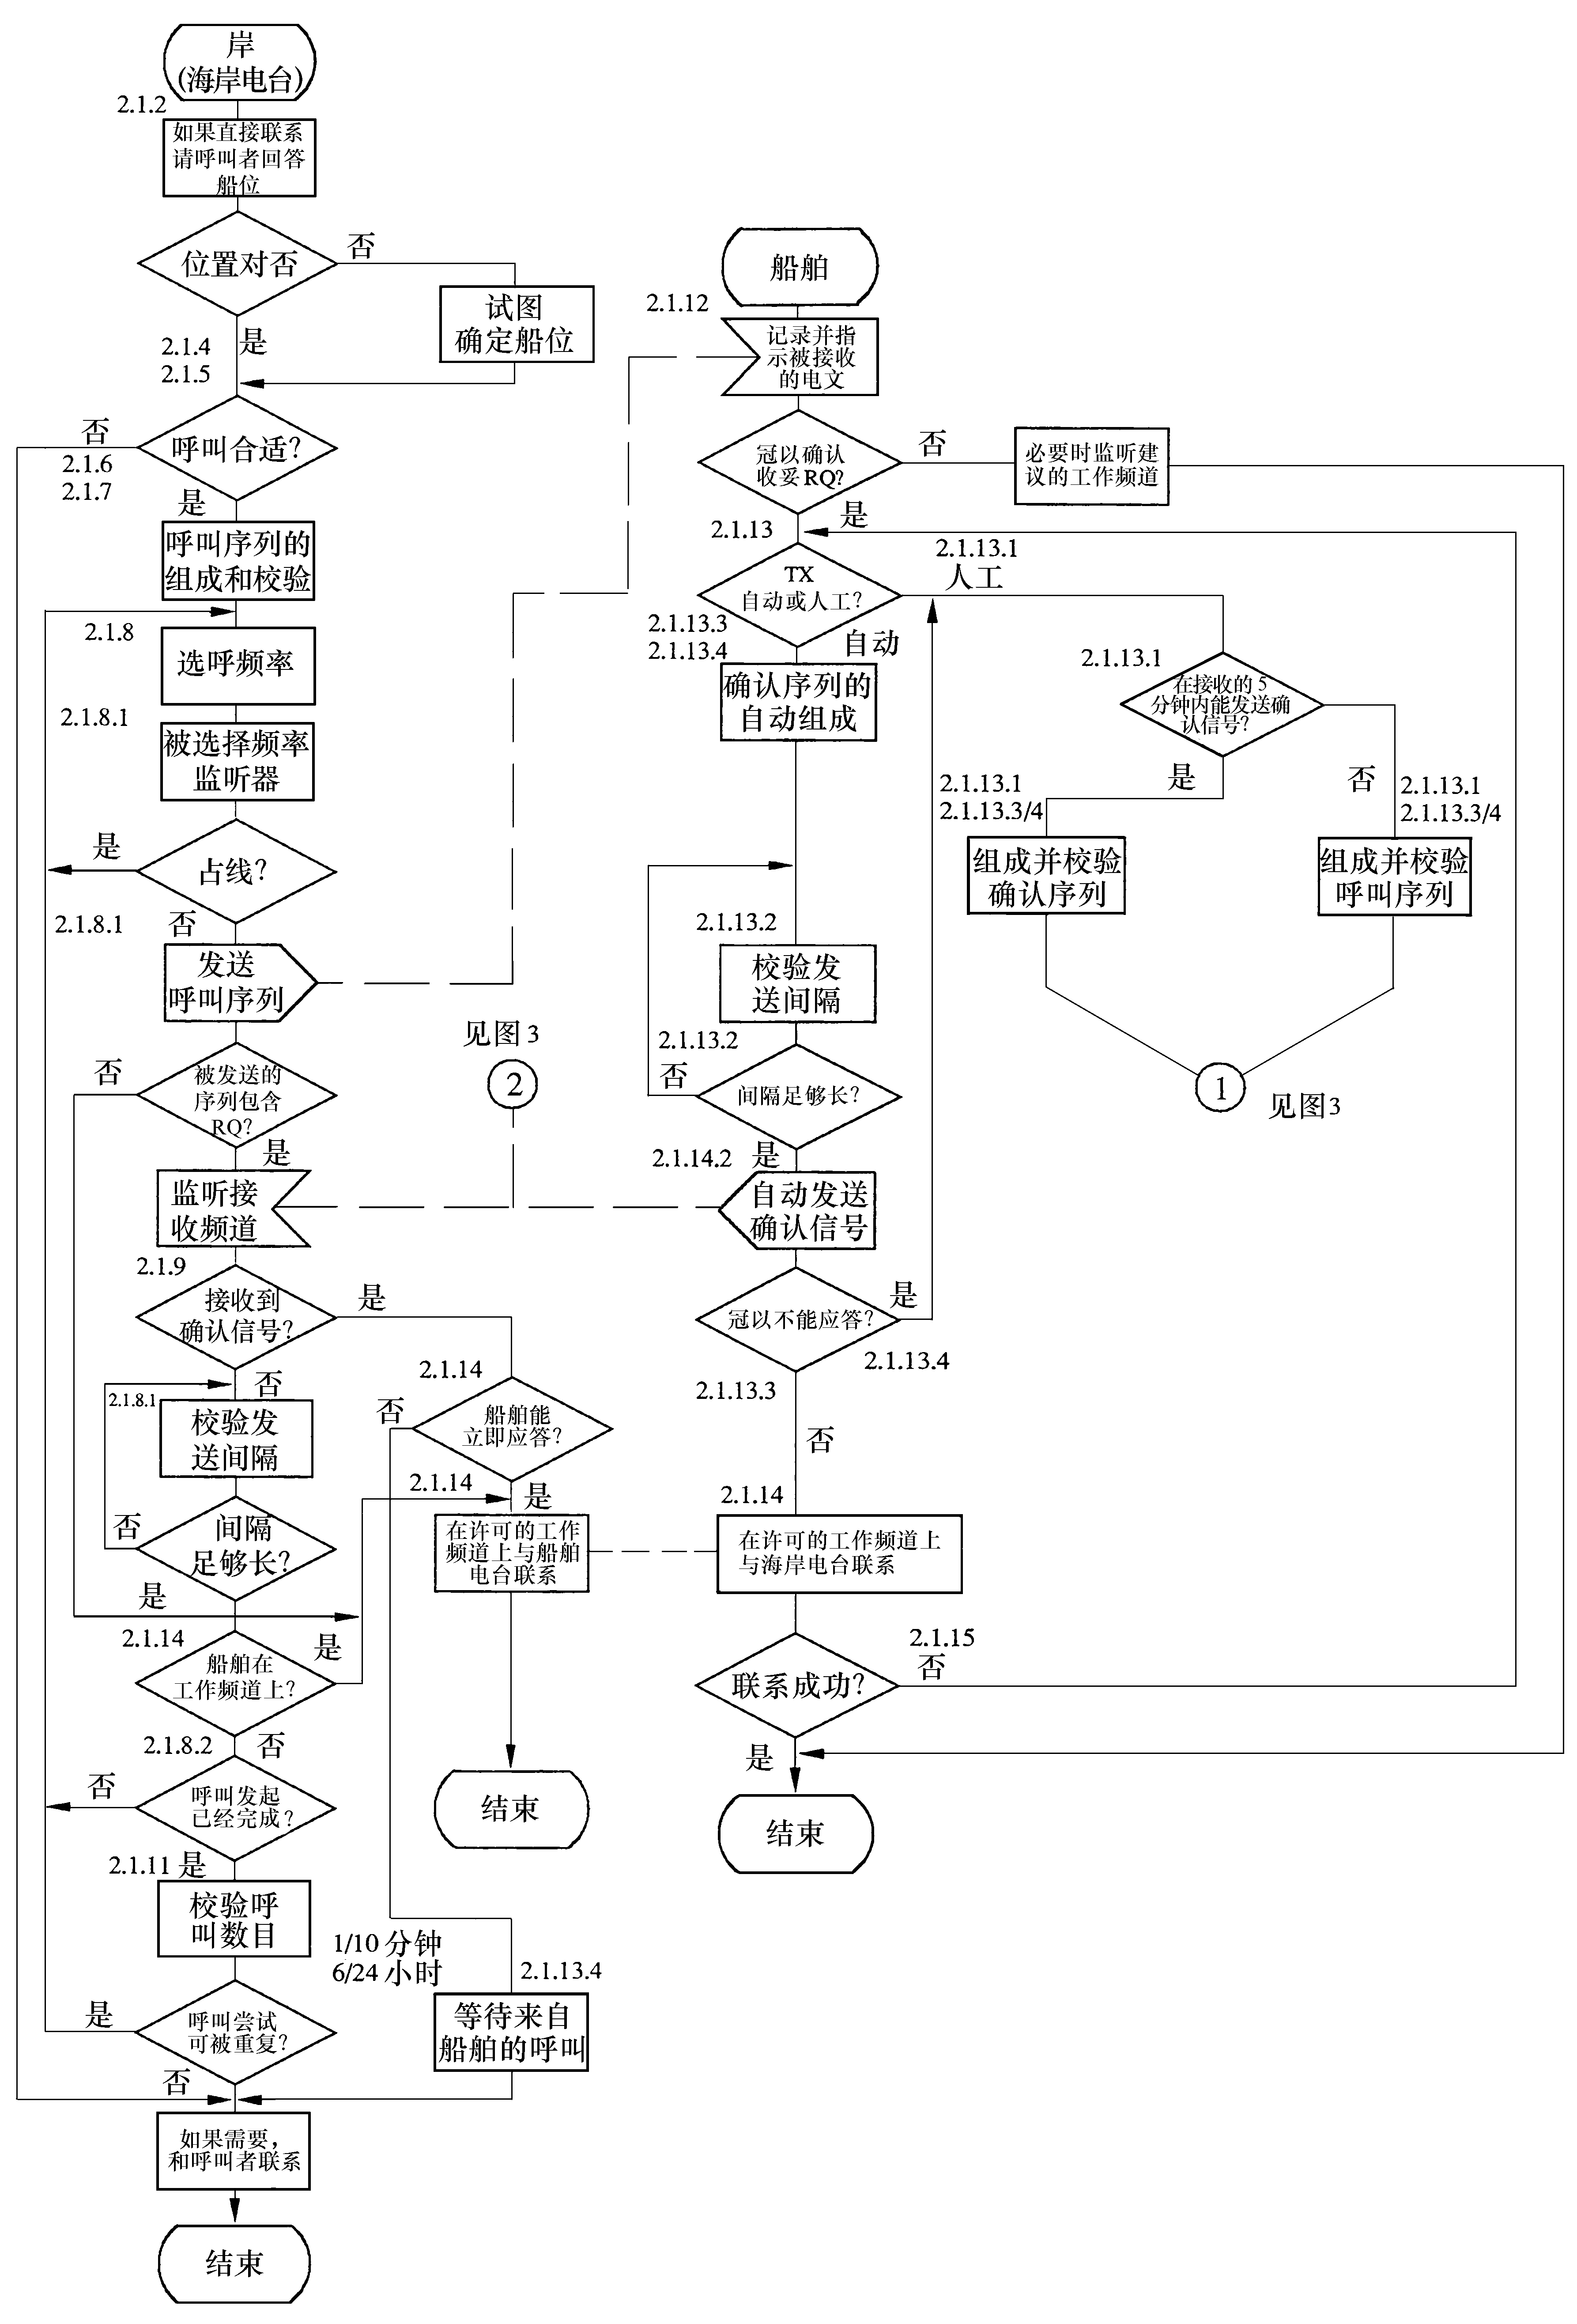 岸
(海岸电台)
2.1.2
如果直接联系
请呼叫者回答
船位
位置对否
否
试图
确定船位
2.1.4
是
2.1.5
否
呼叫合适?
2.1.6
2.1.7
是
呼叫序列的
组成和校验
2.1.8
选呼频率
2.1.8.1
被选择频率
监听器
是
占线?
2.1.8.1
否
发送
呼叫序列
否
被发送的
序列包含
RQ?
是
监听接
收频道
2.1.9
接收到
确认信号?
是
否
2.1.8.1
校验发
送间隔
否
间隔
足够长?
是
2.1.14
船舶在
工作频道上?
是
2.1.8.2
否
否
呼叫发起
已经完成?
2.1.11 是
校验呼
叫数目
是
呼叫尝试
可被重复?
否
如果需要,
和呼叫者联系
结束
见图 3
2
2.1.14
否
船舶能
立即应答?
2.1.14
是
在许可的工作
频道上与船舶
电台联系
结束
1/10 分钟
6/24 小时
2.1.13.4
等待来自
船舶的呼叫
船舶
2.1.12
记录并指
示被接收
的电文
冠以确认
收妥RQ?
否
必要时监听建
议的工作频道
是
2.1.13
TX
自动或人工?
2.1.13.1
人工
2.1.13.3
2.1.13.4
自动
确认序列的
自动组成
2.1.13.2
校验发
送间隔
2.1.13.2
否
间隔足够长?
2.1.14.2
是
自动发送
确认信号
冠以不能应答?
是
2.1.13.4
2.1.13.3
否
2.1.14
在许可的工作频道上
与海岸电台联系
联系成功?
2.1.15
否
是
结束
2.1.13.1
在接收的 5
分钟内能发送确
认信号?
是
2.1.13.1
2.1.13.3/4
组成并校验
确认序列
否
2.1.13.1
2.1.13.3/4
组成并校验
呼叫序列
1
见图3